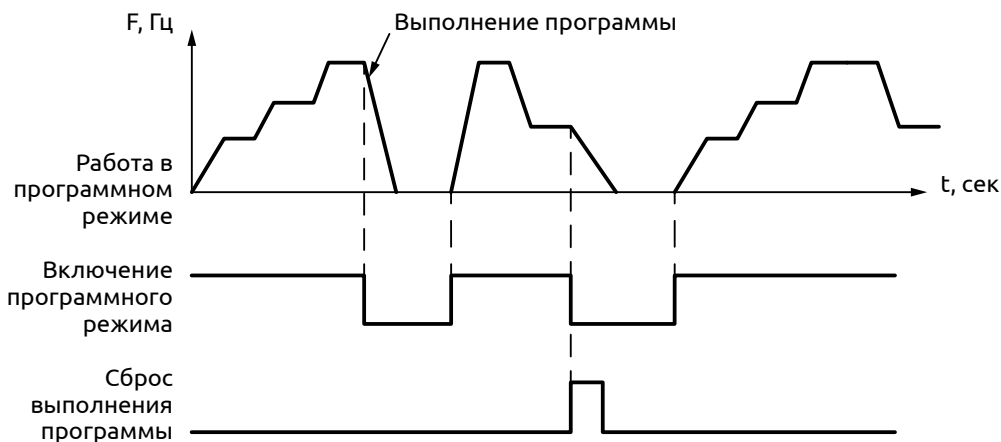 F, Гц
Выполнение программы
Работа в
программном
режиме
t, сек
Включение
программного
режима
Сброс
выполнения
программы